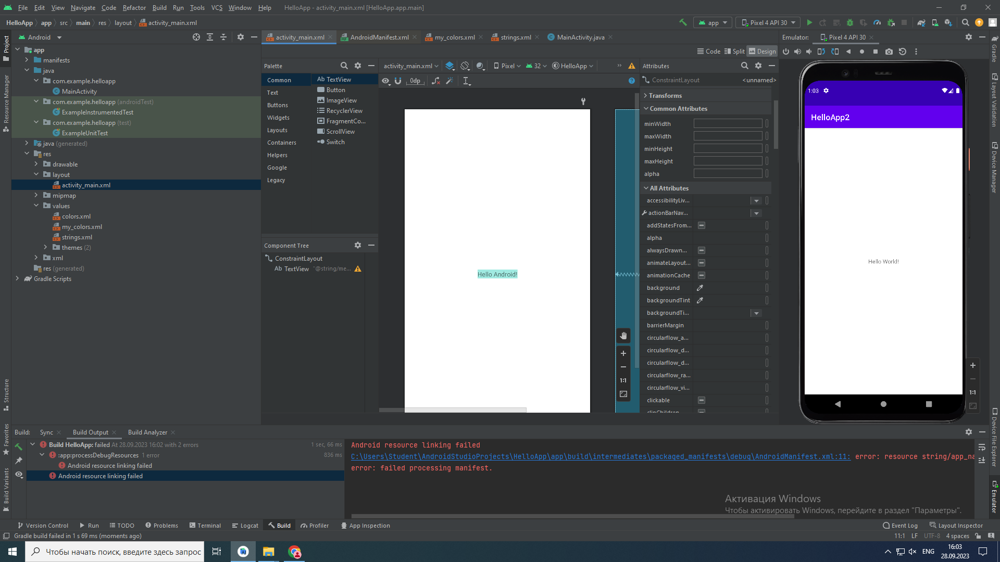 File Edit View Navigate Code Refactor Build Run Tools VCS Window Help HelloApp - activity_main.xml [HelloApp.app.main]
HelloApp app src main res layout activity_main.xml
app Pixel 4 API 30
Project
Resource Manager
Structure
Favorites
Build Variants
Android
app
manifests
java
com.example.helloapp
MainActivity
com.example.helloapp (androidTest)
ExampleInstrumentedTest
com.example.helloapp (test)
ExampleUnitTest
java (generated)
res
drawable
layout
activity_main.xml
mipmap
values
colors.xml
my_colors.xml
strings.xml
themes (2)
xml
res (generated)
Gradle Scripts
activity_main.xml AndroidManifest.xml my_colors.xml strings.xml MainActivity.java
Code Split Design
Palette
Common
Text
Buttons
Widgets
Layouts
Containers
Helpers
Google
Legacy
Ab TextView
Button
ImageView
RecyclerView
FragmentCo...
ScrollView
Switch
Component Tree
ConstraintLayout
Ab TextView "@string/me...
activity_main.xml Pixel 32 HelloApp
0dp
Hello Android!
1:1
Attributes
ConstraintLayout <unnamed>
Transforms
Common Attributes
minWidth
maxWidth
minHeight
maxHeight
alpha
All Attributes
accessibilityLiv...
actionBarNav...
addStatesFrom...
alpha
alwaysDrawn...
animateLayout...
animationCache
background
backgroundTint
backgroundTi...
barrierMargin
circularflow_a...
circularflow_d...
circularflow_d...
circularflow_ra...
circularflow_vi...
clickable
clipChildren
Emulator: Pixel 4 API 30
1:03
HelloApp2
Hello World!
1:1
Gradle
Layout Validation
Device Manager
Device File Explorer
Emulator
Build: Sync Build Output Build Analyzer
Build HelloApp: failed At 28.09.2023 16:02 with 2 errors 1 sec, 66 ms
:app:processDebugResources 1 error 836 ms
Android resource linking failed
Android resource linking failed
Android resource linking failed
C:\Users\Student\AndroidStudioProjects\HelloApp\app\build\intermediates\packaged_manifests\debug\AndroidManifest.xml:11: error: resource string/app_na
error: failed processing manifest.
Активация Windows
Чтобы активировать Windows, перейдите в раздел "Параметры".
Version Control Run TODO Problems Terminal Logcat Build Profiler App Inspection Event Log Layout Inspector
Gradle build failed in 1 s 69 ms (moments ago) 11:1 LF UTF-8 4 spaces
Чтобы начать поиск, введите здесь запрос
ENG
16:03
28.09.2023